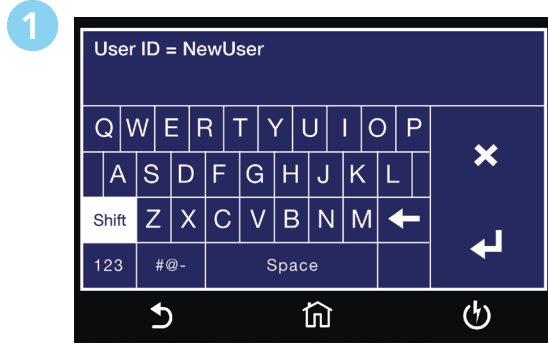 1
User ID = NewUser
Q W E R T Y U I O P
A S D F G H J K L
Shift Z X C V B N M
123 #@- Space